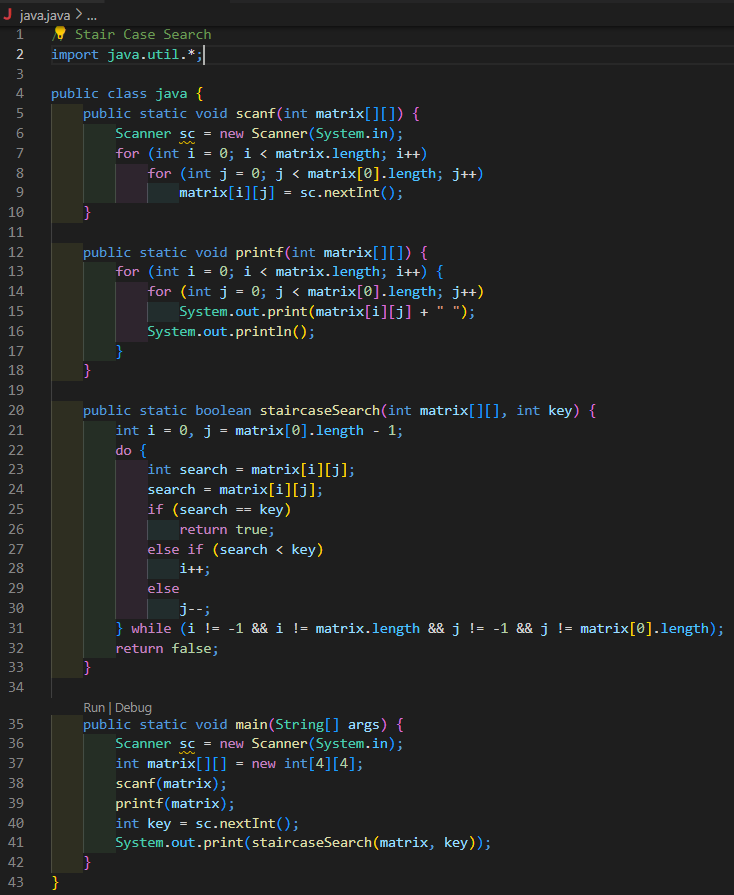 java.java > ...
1 // Stair Case Search
2 import java.util.*;
3
4 public class java {
5     public static void scanf(int matrix[][]) {
6         Scanner sc = new Scanner(System.in);
7         for (int i = 0; i < matrix.length; i++)
8             for (int j = 0; j < matrix[0].length; j++)
9                 matrix[i][j] = sc.nextInt();
10     }
11
12     public static void printf(int matrix[][]) {
13         for (int i = 0; i < matrix.length; i++) {
14             for (int j = 0; j < matrix[0].length; j++)
15                 System.out.print(matrix[i][j] + " ");
16             System.out.println();
17         }
18     }
19
20     public static boolean staircaseSearch(int matrix[][], int key) {
21         int i = 0, j = matrix[0].length - 1;
22         do {
23             int search = matrix[i][j];
24             search = matrix[i][j];
25             if (search == key)
26                 return true;
27             else if (search < key)
28                 i++;
29             else
30                 j--;
31         } while (i != -1 && i != matrix.length && j != -1 && j != matrix[0].length);
32         return false;
33     }
34
Run | Debug
35     public static void main(String[] args) {
36         Scanner sc = new Scanner(System.in);
37         int matrix[][] = new int[4][4];
38         scanf(matrix);
39         printf(matrix);
40         int key = sc.nextInt();
41         System.out.print(staircaseSearch(matrix, key));
42     }
43 }